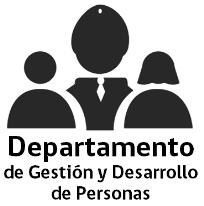 Departamento
de Gestión y Desarrollo
de Personas